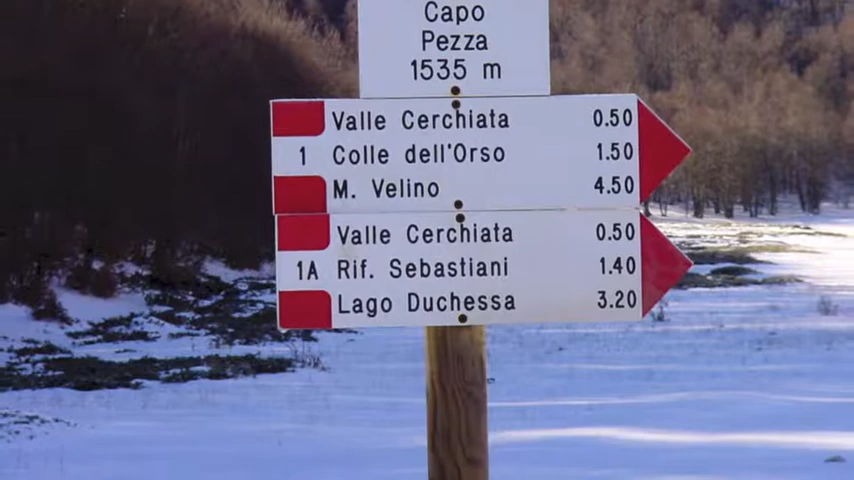 Capo
Pezza
1535 m
Valle Cerchiata 0.50
1 Colle dell'Orso 1.50
M. Velino 4.50
Valle Cerchiata 0.50
1A Rif. Sebastiani 1.40
Lago Duchessa 3.20